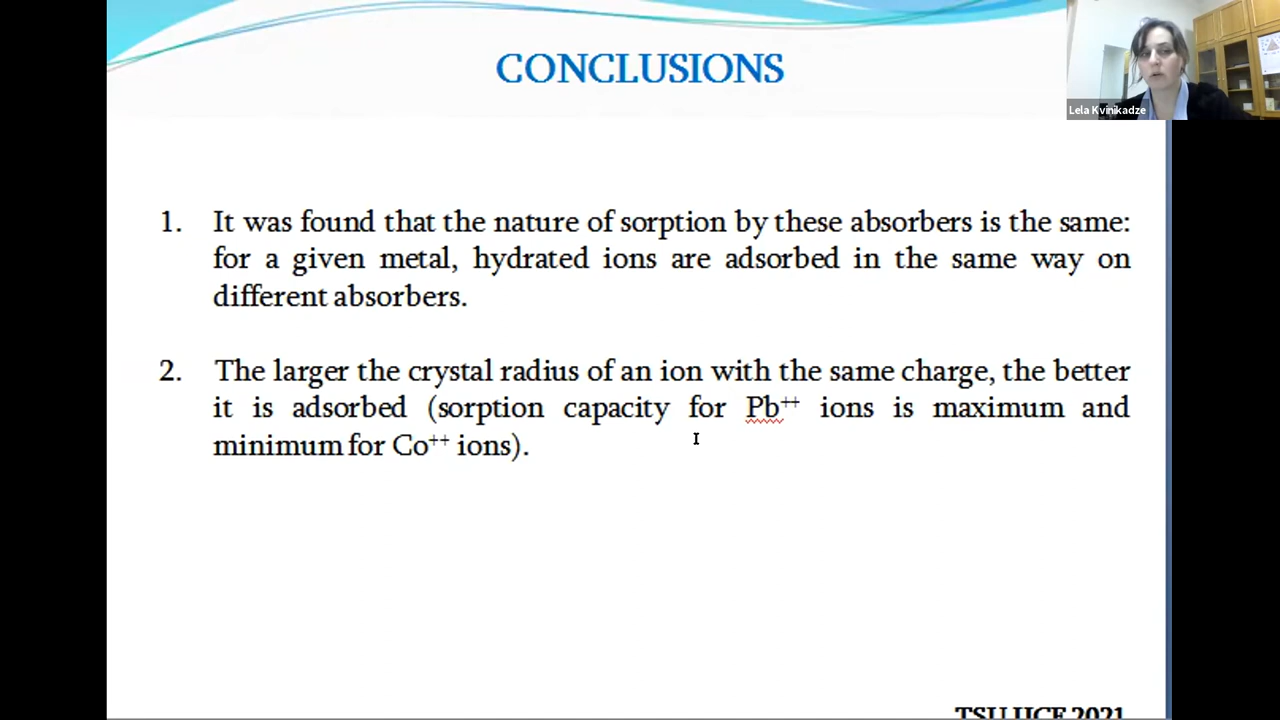 CONCLUSIONS
Lela Kvinikadze
1. It was found that the nature of sorption by these absorbers is the same:
for a given metal, hydrated ions are adsorbed in the same way on
different absorbers.
2. The larger the crystal radius of an ion with the same charge, the better
it is adsorbed (sorption capacity for Pb⁺⁺ ions is maximum and
minimum for Co⁺⁺ ions).
TSU IICE 2021